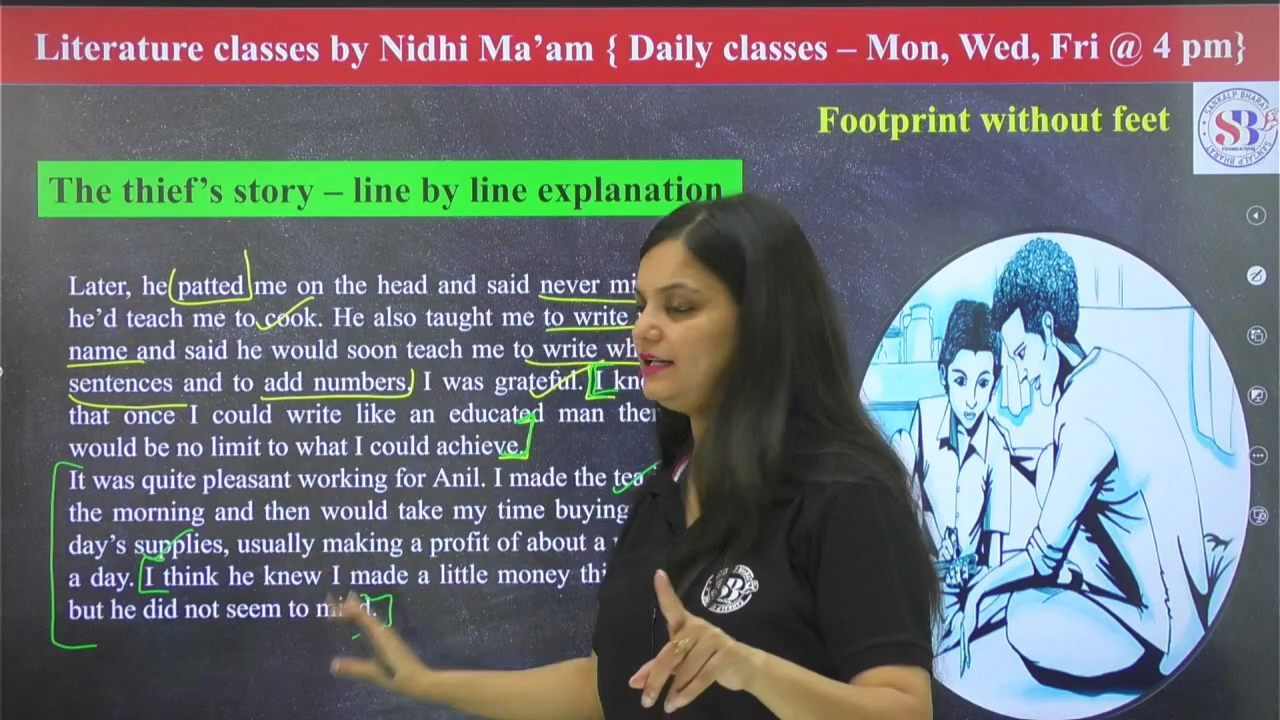 Literature classes by Nidhi Ma’am { Daily classes – Mon, Wed, Fri @ 4 pm}
Footprint without feet
SANKALP BHARAT
SB
FOUNDATION
The thief’s story – line by line explanation
Later, he patted me on the head and said never
he’d teach me to cook. He also taught me to write
name and said he would soon teach me to write
sentences and to add numbers. I was grateful. I
that once I could write like an educated man
would be no limit to what I could achieve.
It was quite pleasant working for Anil. I made the tea
the morning and then would take my time buying
day’s supplies, usually making a profit of about a
a day. I think he knew I made a little money
but he did not seem to